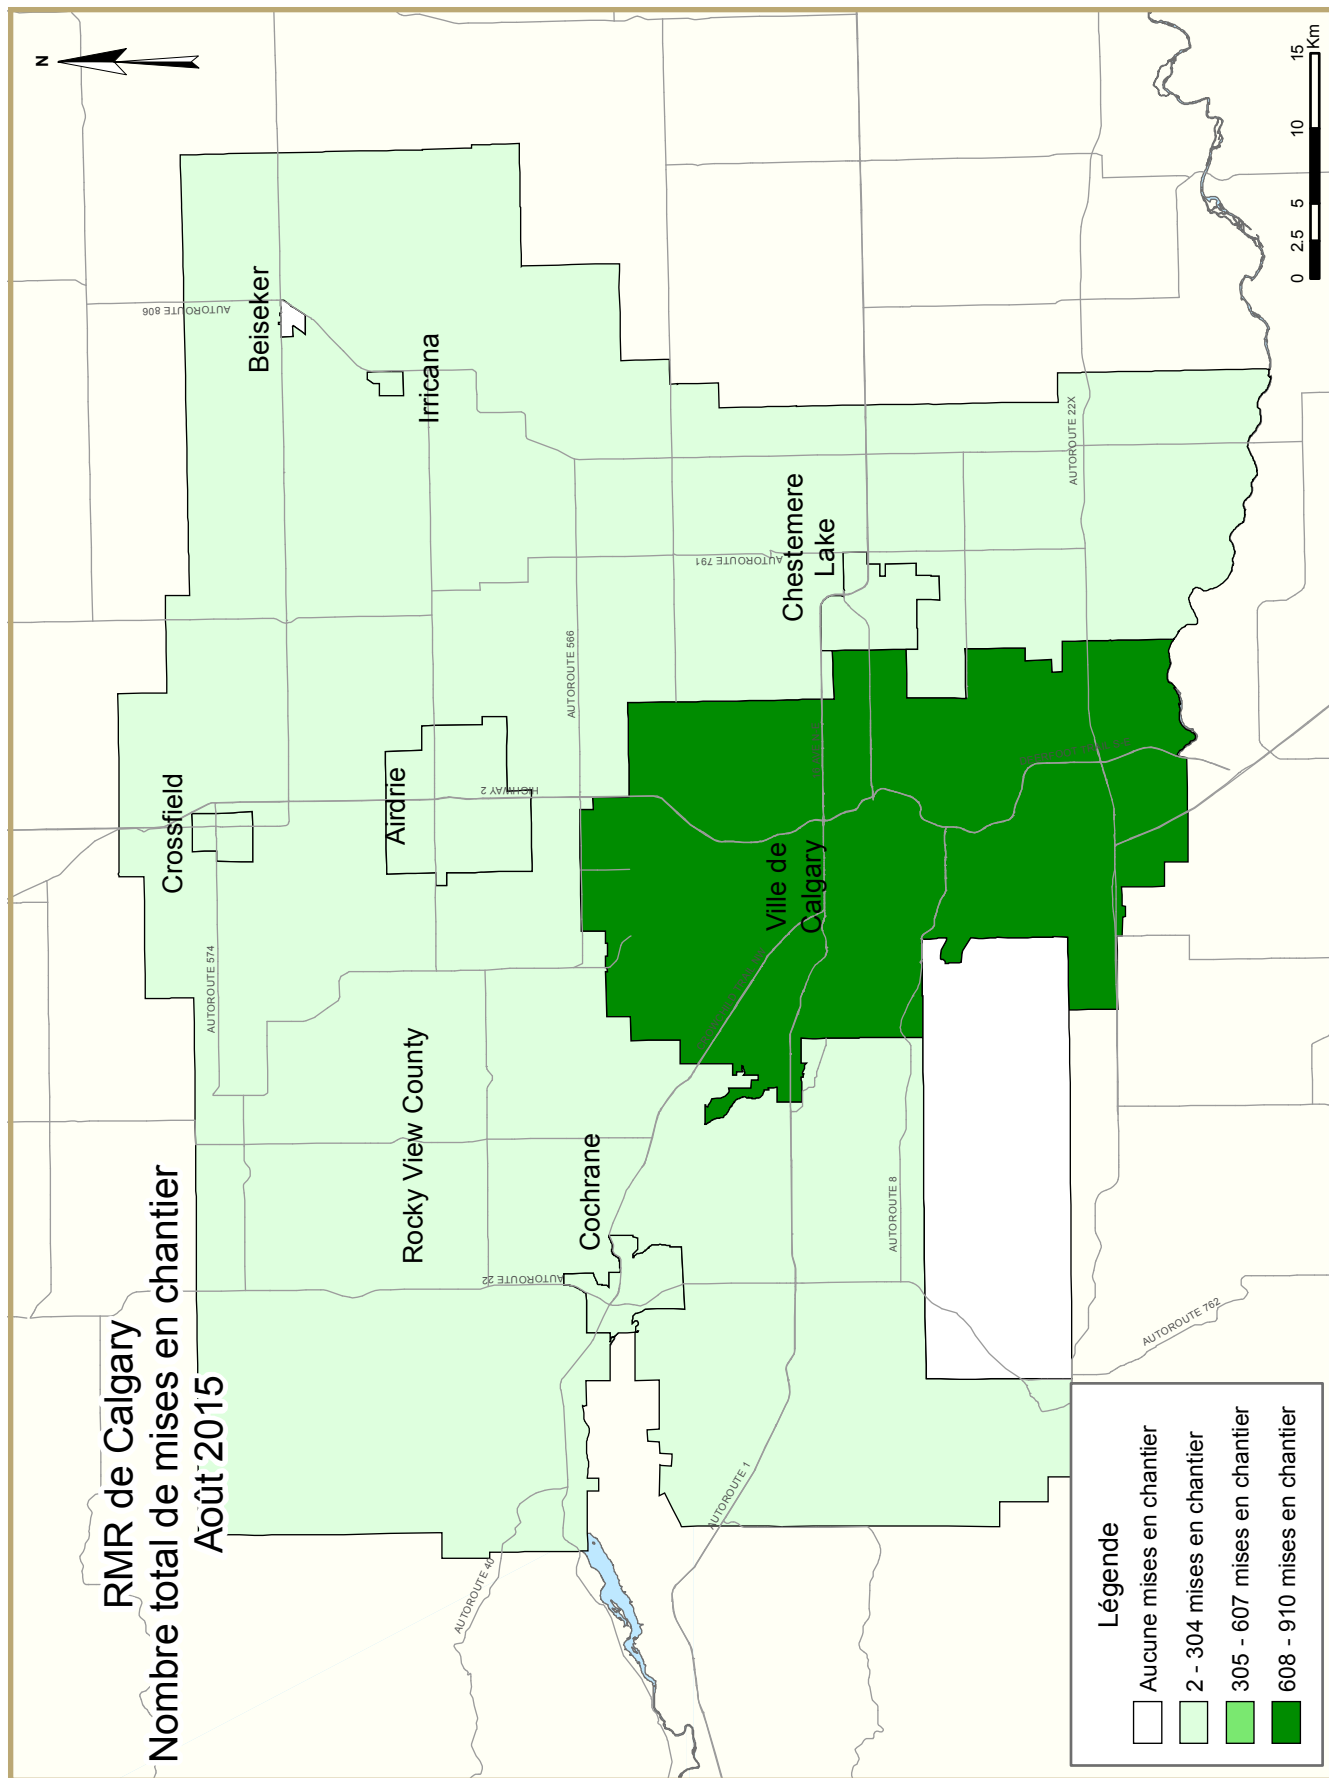 RMR de Calgary
Nombre total de mises en chantier
Août 2015
N
Crossfield
Beiseker
Irricana
Airdrie
Rocky View County
Cochrane
Chestemere
Lake
Ville de
Calgary
AUTOROUTE 806
AUTOROUTE 574
AUTOROUTE 566
HIGHWAY 2
AUTOROUTE 791
AUTOROUTE 22
AUTOROUTE 22X
AUTOROUTE 40
AUTOROUTE 1
AUTOROUTE 8
AUTOROUTE 762
Légende
Aucune mises en chantier
2 - 304 mises en chantier
305 - 607 mises en chantier
608 - 910 mises en chantier
0 2.5 5 10 15
Km